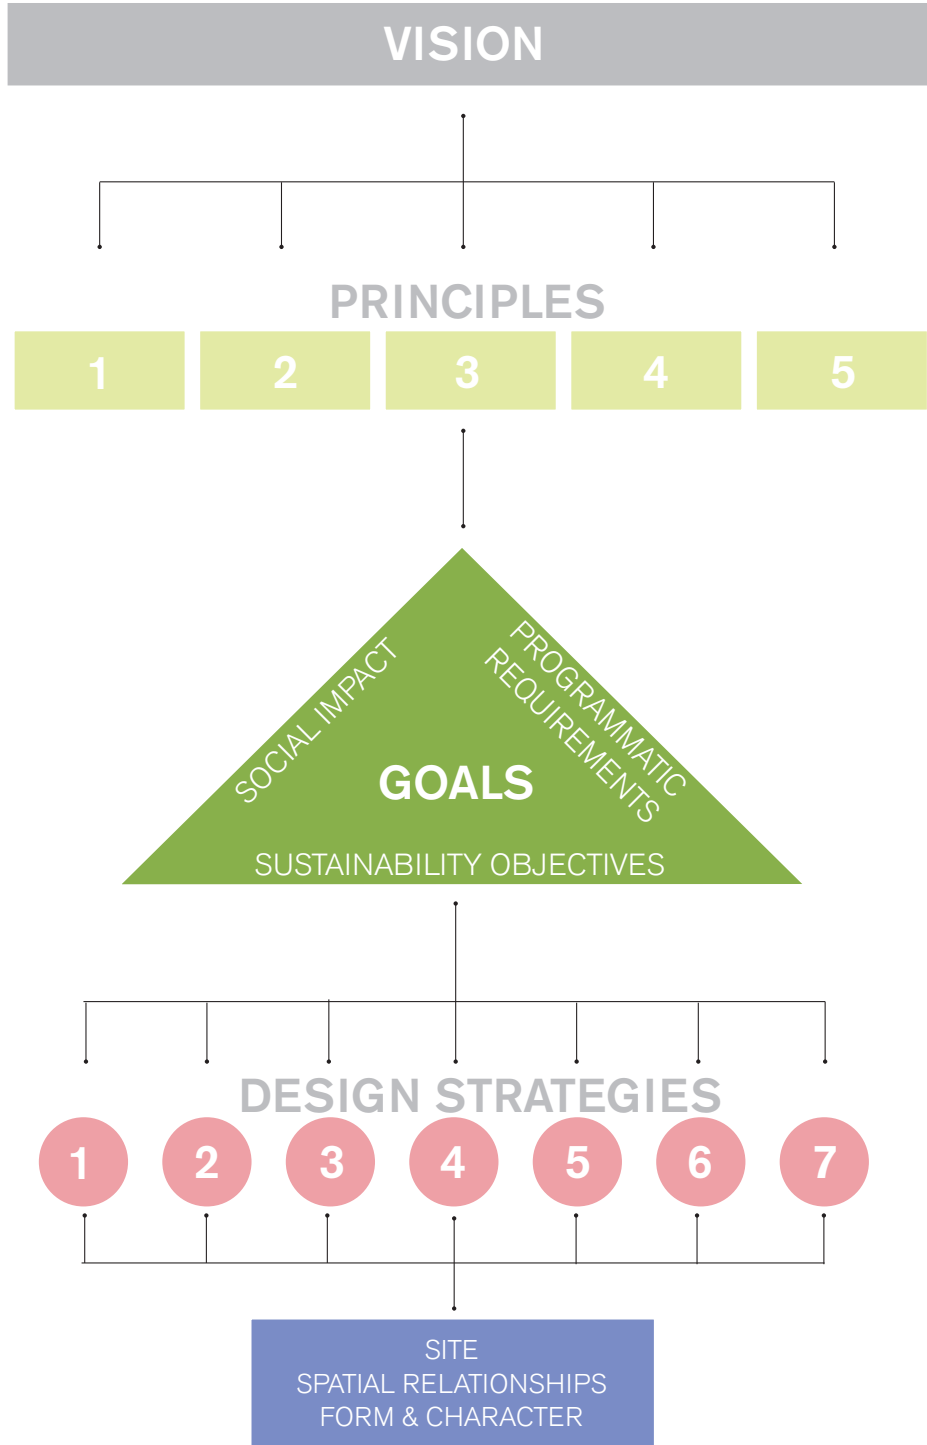 VISION
PRINCIPLES
1 2 3 4 5
SOCIAL IMPACT
PROGRAMMATIC
REQUIREMENTS
GOALS
SUSTAINABILITY OBJECTIVES
DESIGN STRATEGIES
1 2 3 4 5 6 7
SITE
SPATIAL RELATIONSHIPS
FORM & CHARACTER